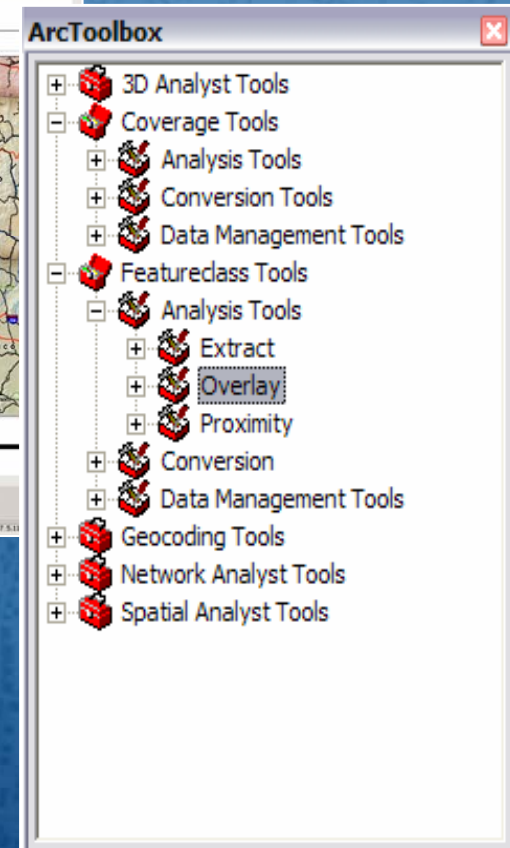 ArcToolbox
3D Analyst Tools
Coverage Tools
Analysis Tools
Conversion Tools
Data Management Tools
Featureclass Tools
Analysis Tools
Extract
Overlay
Proximity
Conversion
Data Management Tools
Geocoding Tools
Network Analyst Tools
Spatial Analyst Tools